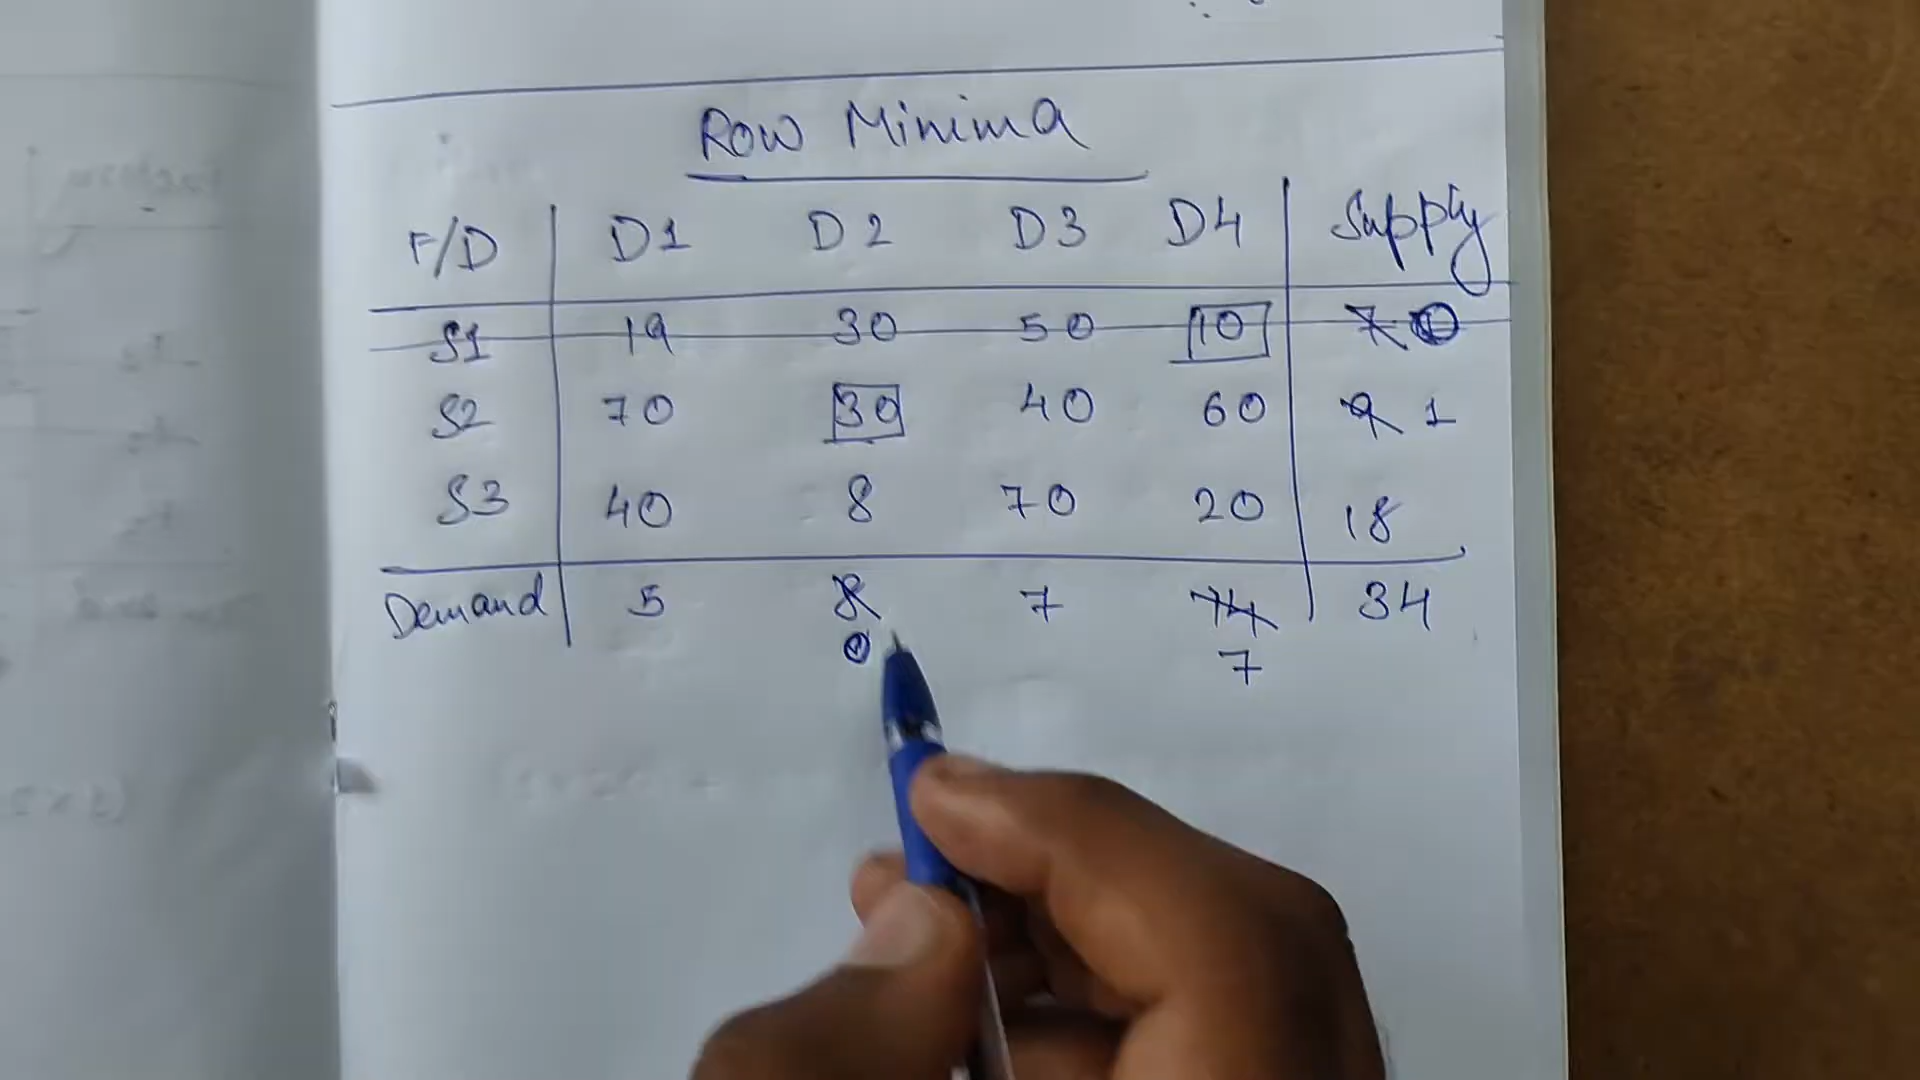 Row Minima
F/D D1 D2 D3 D4 Supply
S1 19 30 50 10 7 0
S2 70 30 40 60 9 1
S3 40 8 70 20 18
Demand 5 8 7 14 34
0 7